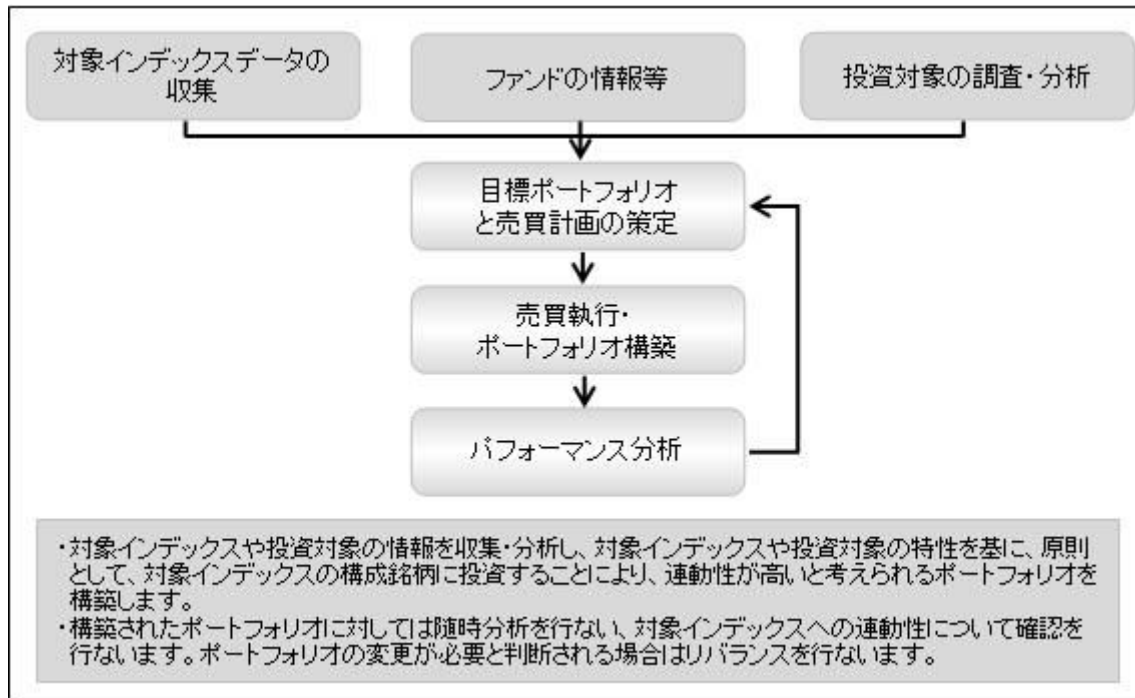 対象インデックスデータの
収集
ファンドの情報等
投資対象の調査・分析
目標ポートフォリオ
と売買計画の策定
売買執行・
ポートフォリオ構築
パフォーマンス分析
・対象インデックスや投資対象の情報を収集・分析し、対象インデックスや投資対象の特性を基に、原則
として、対象インデックスの構成銘柄に投資することにより、連動性が高いと考えられるポートフォリオを
構築します。
・構築されたポートフォリオに対しては随時分析を行ない、対象インデックスへの連動性について確認を
行ないます。ポートフォリオの変更が必要と判断される場合はリバランスを行ないます。